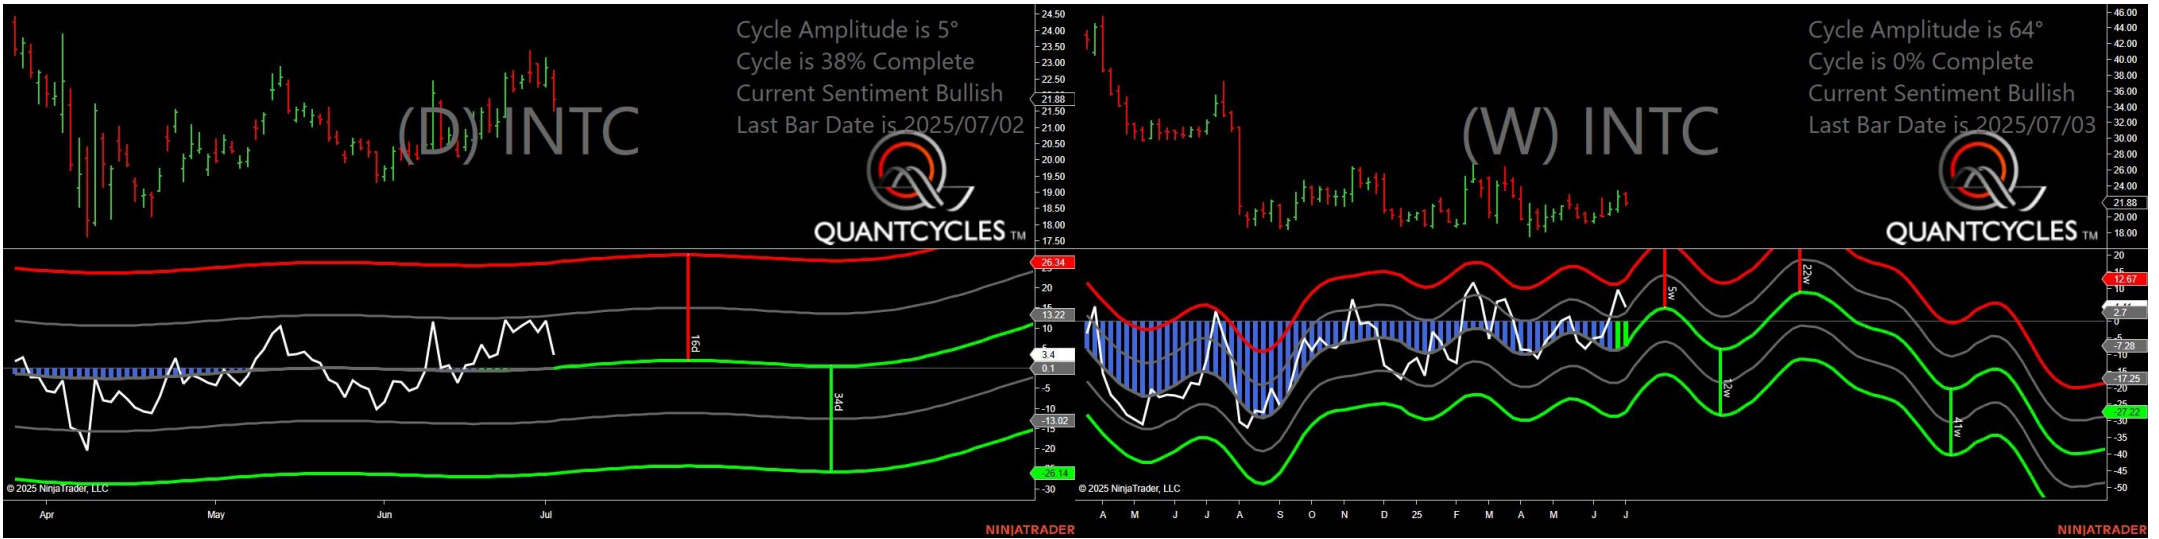 Cycle Amplitude is 5°
Cycle is 38% Complete
Current Sentiment Bullish
Last Bar Date is 2025/07/02
(D) INTC
QUANTCYCLES TM
24.50
24.00
23.50
23.00
22.50
21.88
21.50
21.00
20.50
20.00
19.50
19.00
18.50
18.00
17.50
26.34
20
15
13.22
10
5
3.4
0.1
-5
-10
-13.02
-15
-20
-26.14
-30
16d
34d
© 2025 NinjaTrader, LLC
Apr May Jun Jul
NINJATRADER
Cycle Amplitude is 64°
Cycle is 0% Complete
Current Sentiment Bullish
Last Bar Date is 2025/07/03
(W) INTC
QUANTCYCLES TM
46.00
44.00
42.00
40.00
38.00
36.00
34.00
32.00
30.00
28.00
26.00
24.00
21.88
20.00
18.00
20
15
12.67
10
2.7
0
-5
-7.28
-10
-17.25
-20
-25
-27.22
-30
-35
-40
-45
-50
5w
12w
22w
41w
© 2025 NinjaTrader, LLC
A M J J A S O N D 25 F M A M J J
NINJATRADER